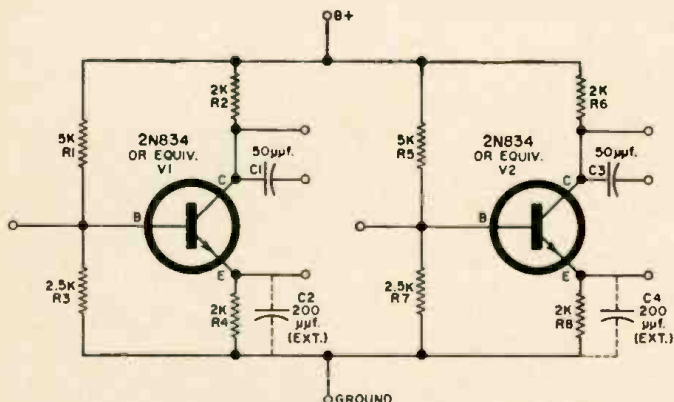 B+
2K
R2
2K
R6
5K
R1
2N834
OR EQUIV.
V1
C
50μμf.
C1
B
E
2.5K
R3
2K
R4
C2
200
μμf.
(EXT.)
5K
R5
2N834
OR EQUIV.
V2
C
50μμf.
C3
B
E
2.5K
R7
2K
R8
C4
200
μμf.
(EXT.)
GROUND